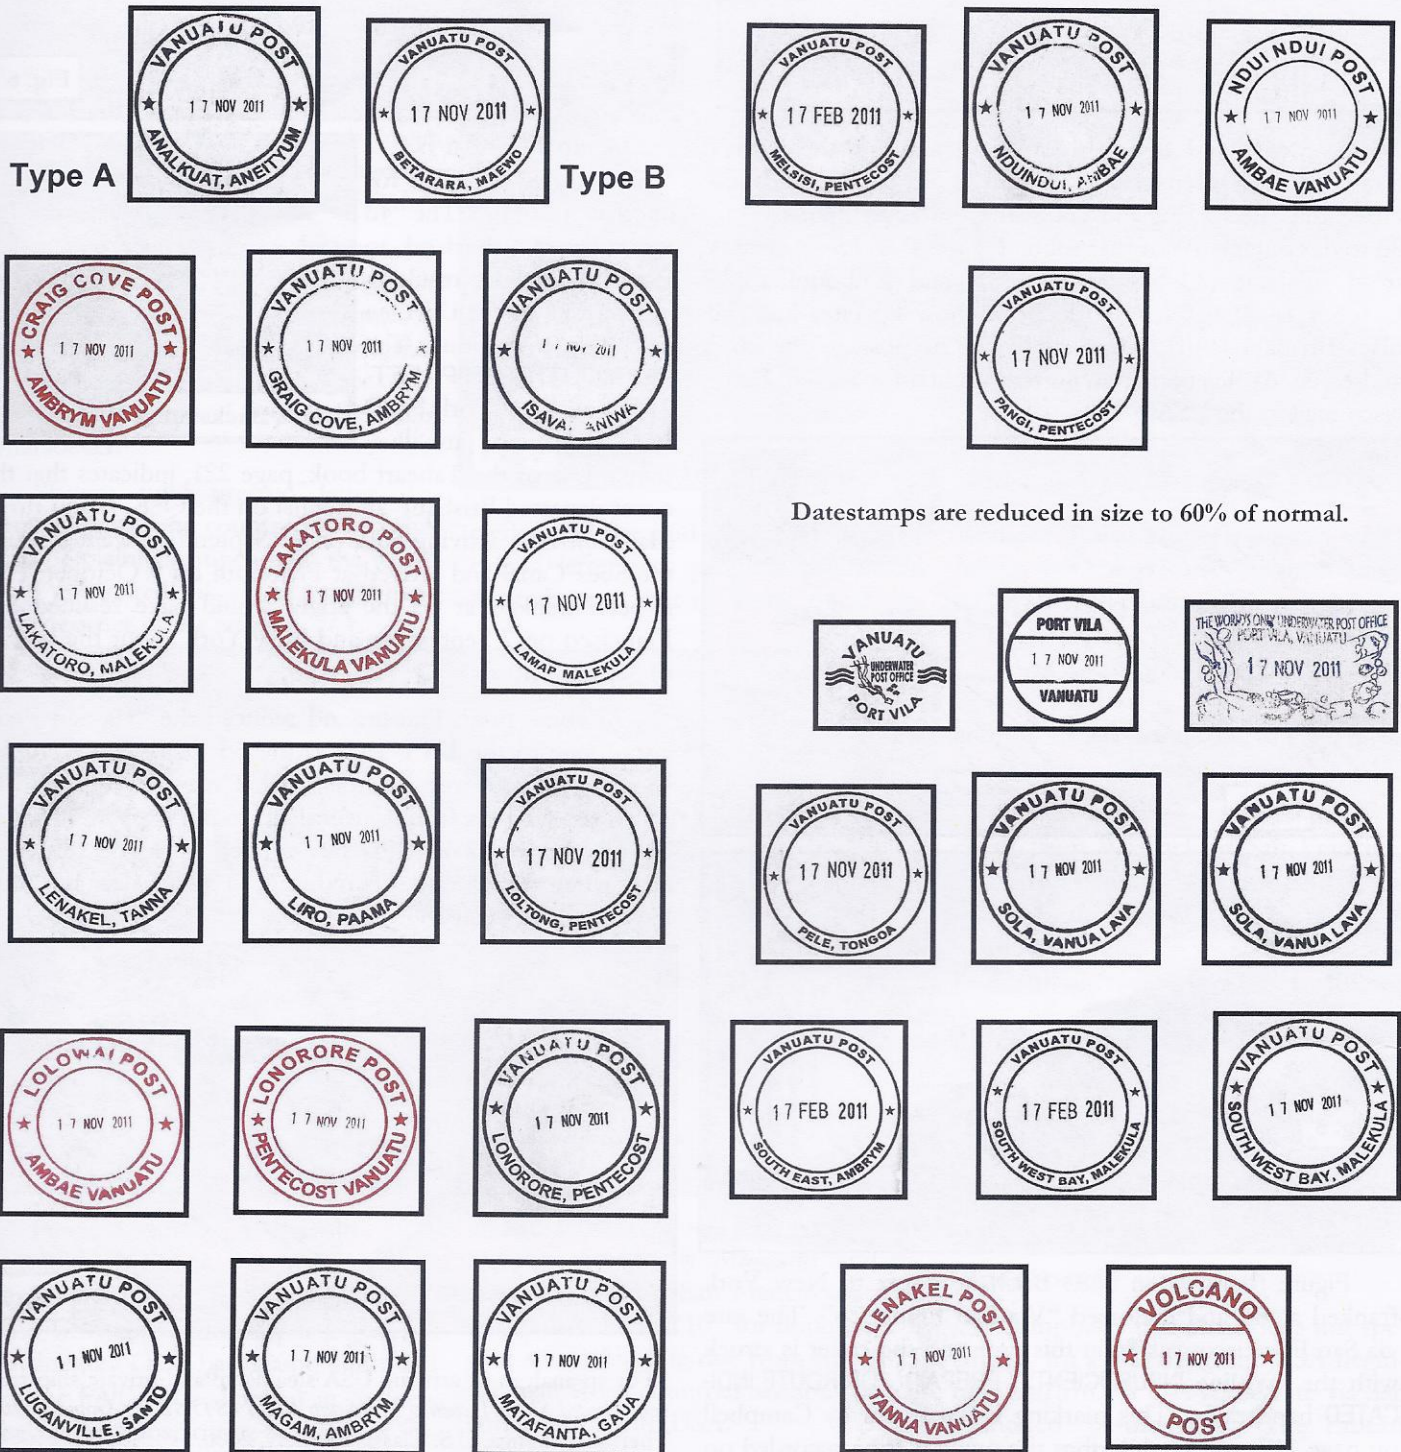 VANUATU POST
17 NOV 2011
ANALKUAT, ANEITYUM
Type A
VANUATU POST
17 NOV 2011
BETARARA, MAEWO
Type B
CRAIG COVE POST
17 NOV 2011
AMBRYM VANUATU
VANUATU POST
17 NOV 2011
GRAIG COVE, AMBRYM
VANUATU POST
17 NOV 2011
ISAVAI ANIWA
VANUATU POST
17 NOV 2011
LAKATORO, MALEKULA
LAKATORO POST
17 NOV 2011
MALEKULA VANUATU
VANUATU POST
17 NOV 2011
LAMAP MALEKULA
VANUATU POST
17 NOV 2011
LENAKEL, TANNA
VANUATU POST
17 NOV 2011
LIRO, PAAMA
VANUATU POST
17 NOV 2011
LOLTONG, PENTECOST
LOLOWAI POST
17 NOV 2011
AMBAE VANUATU
LONORORE POST
17 NOV 2011
PENTECOST VANUATU
VANUATU POST
17 NOV 2011
LONORORE, PENTECOST
VANUATU POST
17 NOV 2011
LUGANVILLE, SANTO
VANUATU POST
17 NOV 2011
MAGAM, AMBRYM
VANUATU POST
17 NOV 2011
MATAFANTA, GAUA
VANUATU POST
17 FEB 2011
MELSISI, PENTECOST
VANUATU POST
17 NOV 2011
NDUINDUI, AMBAE
NDUI NDUI POST
17 NOV 2011
AMBAE VANUATU
VANUATU POST
17 NOV 2011
PANGI, PENTECOST
Datestamps are reduced in size to 60% of normal.
VANUATU
UNDERWATER
POST OFFICE
PORT VILA
PORT VILA
17 NOV 2011
VANUATU
THE WORLD'S ONLY UNDERWATER POST OFFICE
PORT VILA, VANUATU
17 NOV 2011
VANUATU POST
17 NOV 2011
PELE, TONGOA
VANUATU POST
17 NOV 2011
SOLA, VANUA LAVA
VANUATU POST
17 NOV 2011
SOLA, VANUA LAVA
VANUATU POST
17 FEB 2011
SOUTH EAST, AMBRYM
VANUATU POST
17 FEB 2011
SOUTH WEST BAY, MALEKULA
VANUATU POST
17 NOV 2011
SOUTH WEST BAY, MALEKULA
LENAKEL POST
17 NOV 2011
TANNA VANUATU
VOLCANO
17 NOV 2011
POST